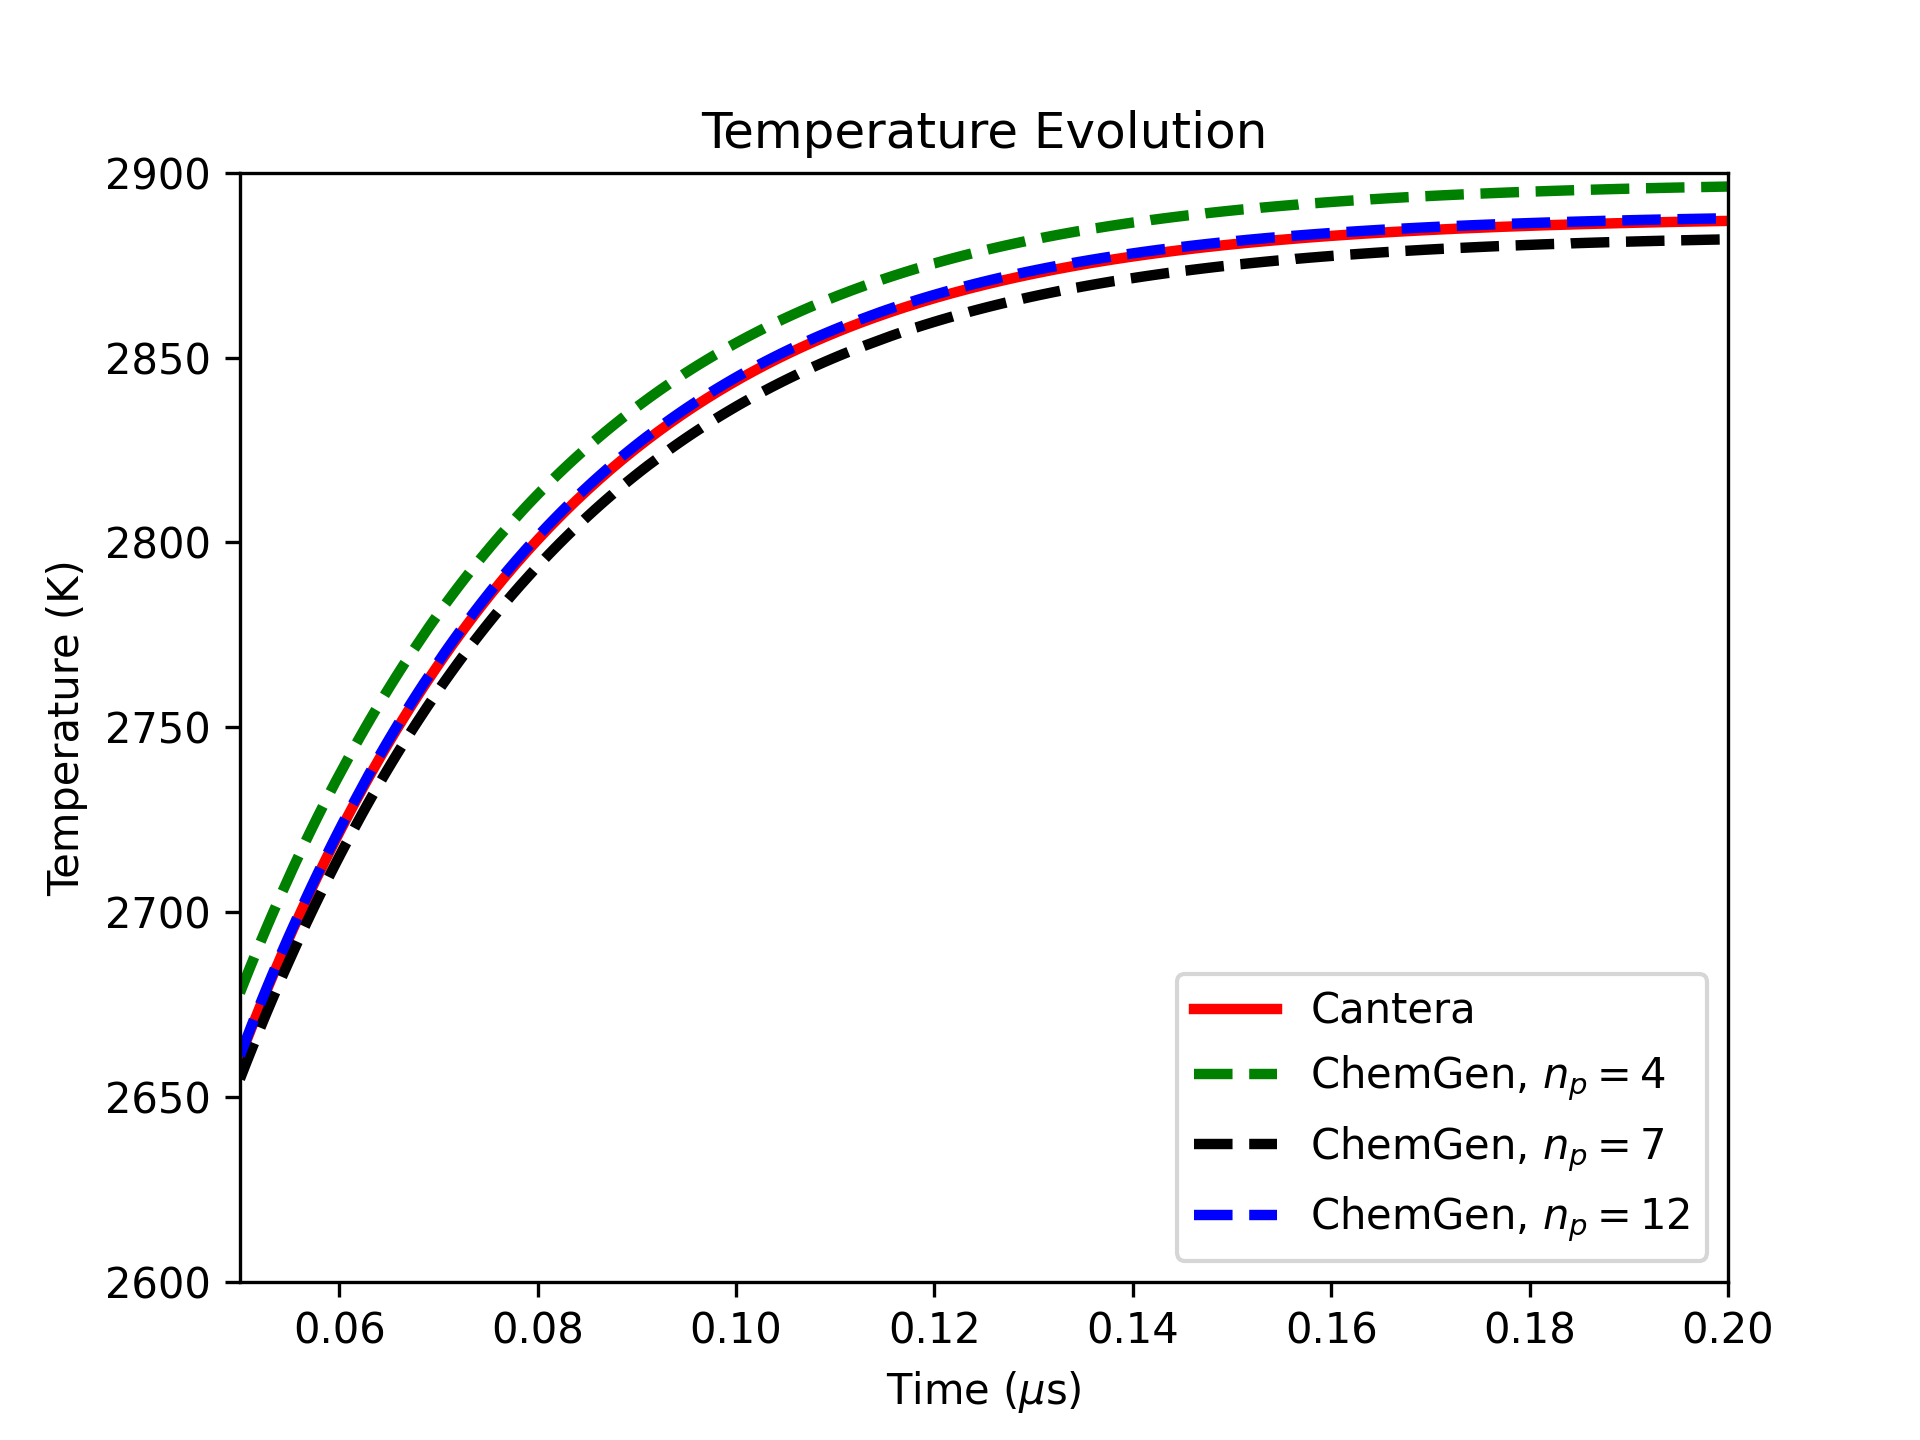 Temperature Evolution
2900
2850
2800
2750
2700
2650
2600
Temperature (K)
0.06 0.08 0.10 0.12 0.14 0.16 0.18 0.20
Time (μs)
Cantera
ChemGen, n_p = 4
ChemGen, n_p = 7
ChemGen, n_p = 12